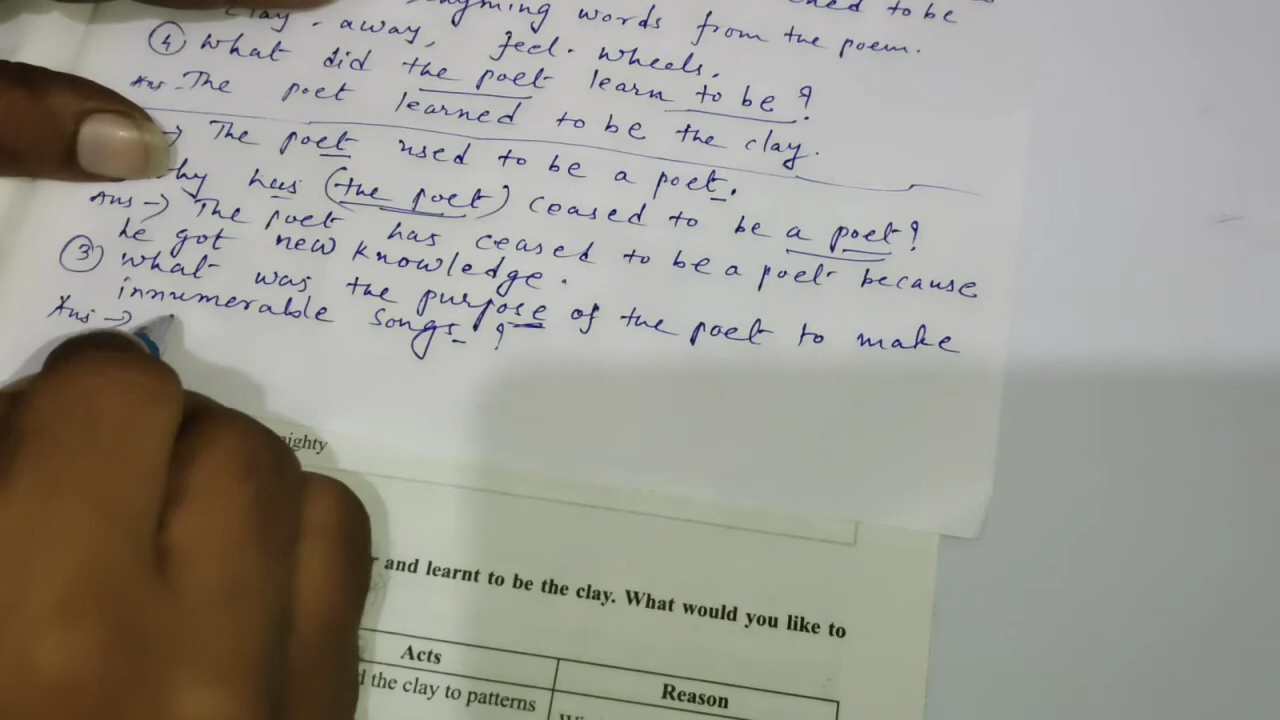 to be
words from the poem.
clay - away, feel - wheels.
④ What did the poet learn to be?
Ans - The poet learned to be the clay.
→ The poet used to be a poet.
hy has (the poet) ceased to be a poet?
Ans → The poet has ceased to be a poet because
he got new knowledge.
③ What was the purpose of the poet to make
innumerable songs?
Ans →
ighty
and learnt to be the clay. What would you like to
Acts
Reason
the clay to patterns